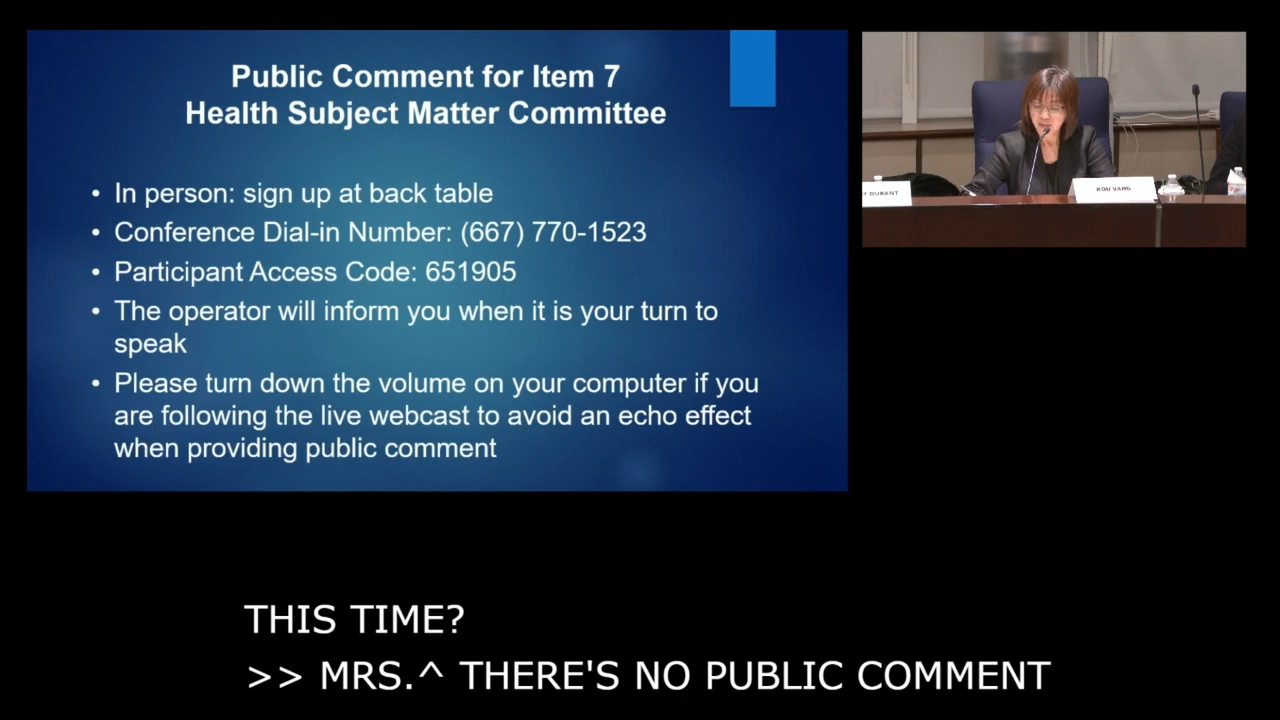 Public Comment for Item 7
Health Subject Matter Committee
• In person: sign up at back table
• Conference Dial-in Number: (667) 770-1523
• Participant Access Code: 651905
• The operator will inform you when it is your turn to
speak
• Please turn down the volume on your computer if you
are following the live webcast to avoid an echo effect
when providing public comment
DURANT
KOU VANG
THIS TIME?
>> MRS.^ THERE'S NO PUBLIC COMMENT